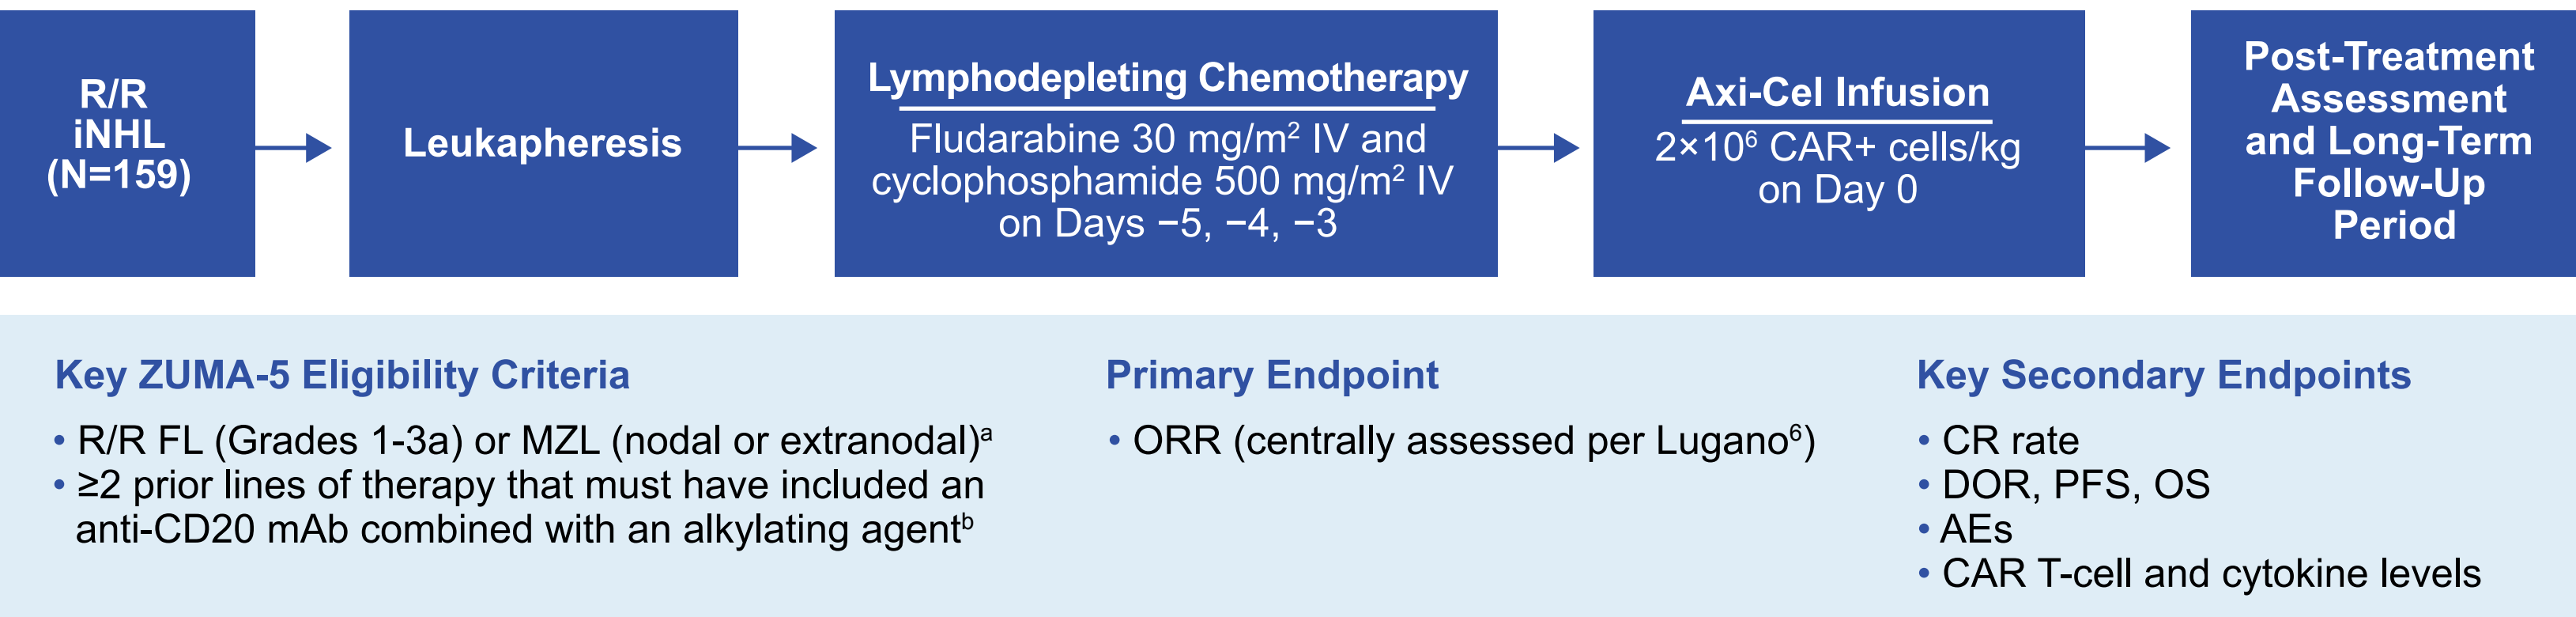 R/R
iNHL
(N=159)
Leukapheresis
Lymphodepleting Chemotherapy
Fludarabine 30 mg/m² IV and
cyclophosphamide 500 mg/m² IV
on Days −5, −4, −3
Axi-Cel Infusion
2×10⁶ CAR+ cells/kg
on Day 0
Post-Treatment
Assessment
and Long-Term
Follow-Up
Period
Key ZUMA-5 Eligibility Criteria
• R/R FL (Grades 1-3a) or MZL (nodal or extranodal)ᵃ
• ≥2 prior lines of therapy that must have included an
anti-CD20 mAb combined with an alkylating agentᵇ
Primary Endpoint
• ORR (centrally assessed per Lugano⁶)
Key Secondary Endpoints
• CR rate
• DOR, PFS, OS
• AEs
• CAR T-cell and cytokine levels